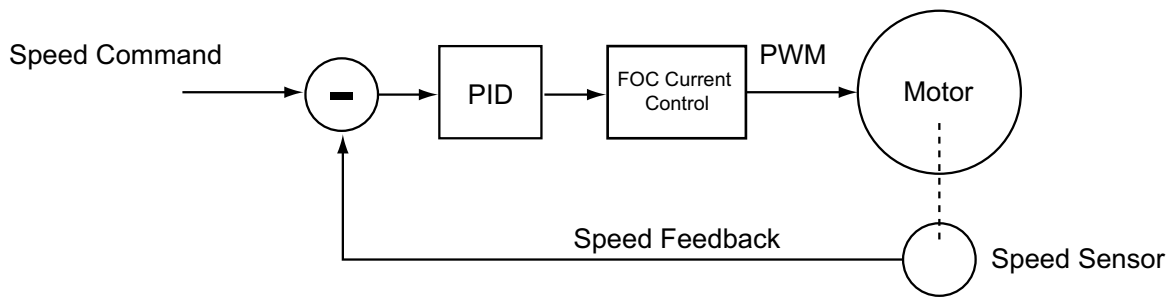 Speed Command
-
PID
FOC Current
Control
PWM
Motor
Speed Feedback
Speed Sensor